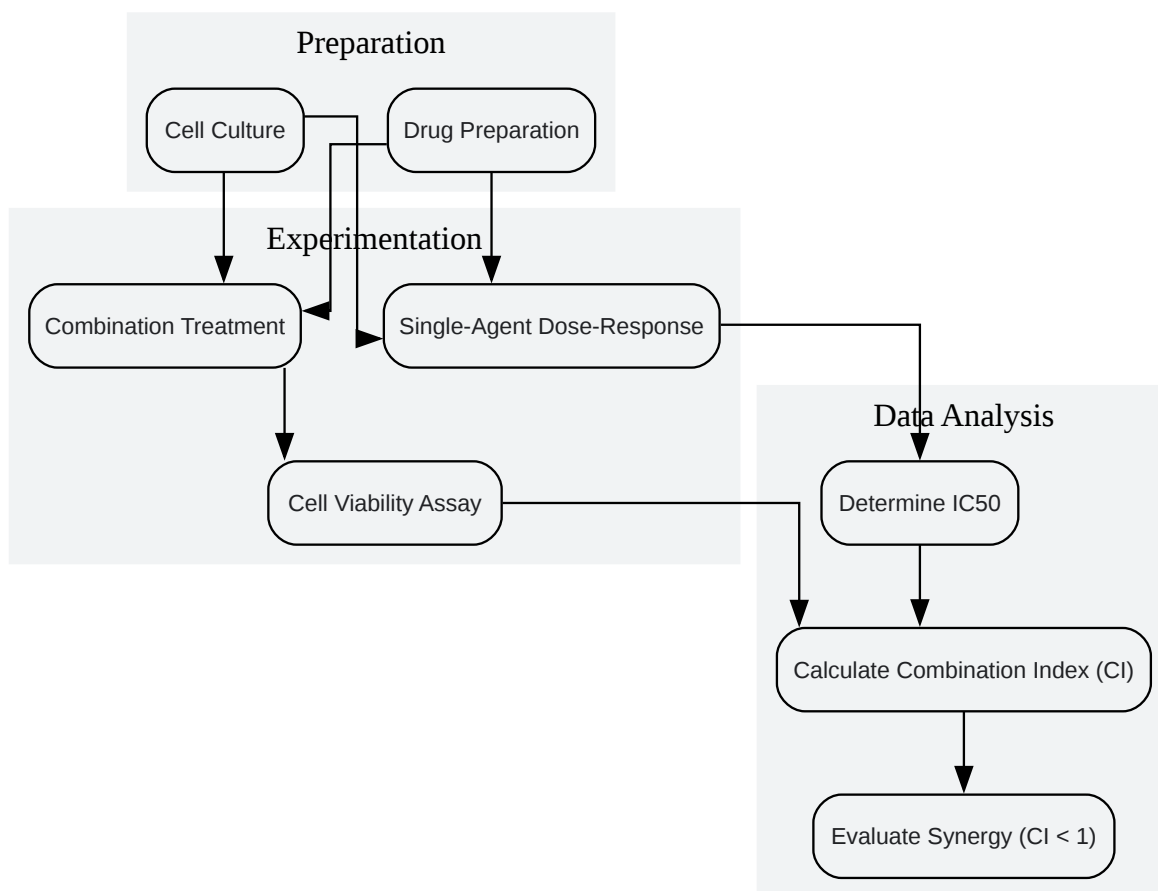 Preparation
Cell Culture
Drug Preparation
Experimentation
Combination Treatment
Single-Agent Dose-Response
Data Analysis
Cell Viability Assay
Determine IC50
Calculate Combination Index (CI)
Evaluate Synergy (CI < 1)